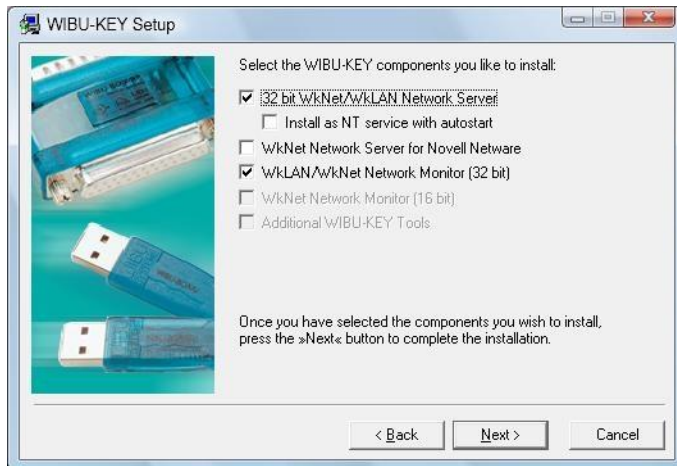 WIBU-KEY Setup
Select the WIBU-KEY components you like to install:
32 bit WkNet/WkLAN Network Server
Install as NT service with autostart
WkNet Network Server for Novell Netware
WkLAN/WkNet Network Monitor (32 bit)
WkNet Network Monitor (16 bit)
Additional WIBU-KEY Tools
Once you have selected the components you wish to install,
press the »Next« button to complete the installation.
< Back
Next >
Cancel